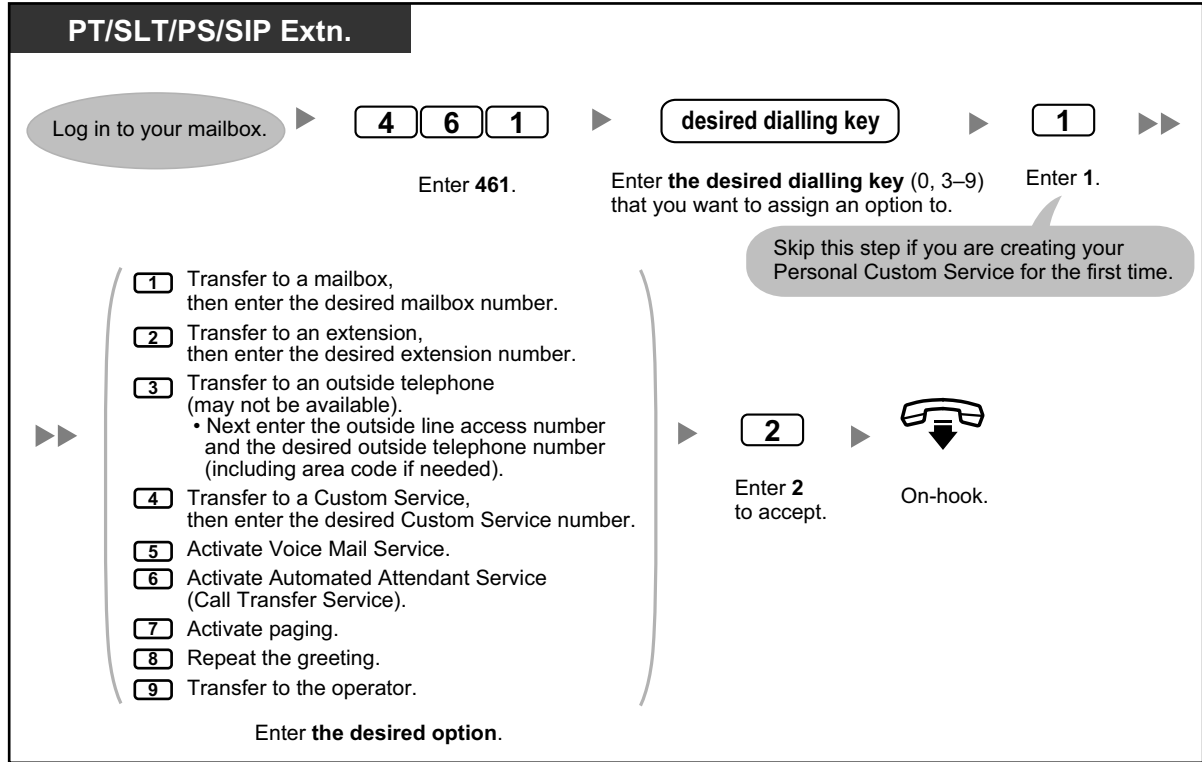 PT/SLT/PS/SIP Extn.
Log in to your mailbox.
4 6 1
desired dialling key
1
Enter 461.
Enter the desired dialling key (0, 3–9)
that you want to assign an option to.
Enter 1.
Skip this step if you are creating your
Personal Custom Service for the first time.
1 Transfer to a mailbox,
then enter the desired mailbox number.
2 Transfer to an extension,
then enter the desired extension number.
3 Transfer to an outside telephone
(may not be available).
• Next enter the outside line access number
and the desired outside telephone number
(including area code if needed).
4 Transfer to a Custom Service,
then enter the desired Custom Service number.
5 Activate Voice Mail Service.
6 Activate Automated Attendant Service
(Call Transfer Service).
7 Activate paging.
8 Repeat the greeting.
9 Transfer to the operator.
Enter the desired option.
2
Enter 2
to accept.
On-hook.